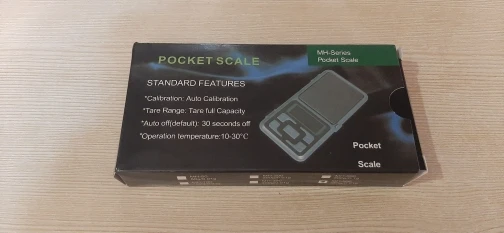 POCKET SCALE
MH-Series
Pocket Scale
STANDARD FEATURES
*Calibration: Auto Calibration
*Tare Range: Tare full Capacity
*Auto off(default): 30 seconds off
*Operation temperature:10-30℃
Pocket
Scale